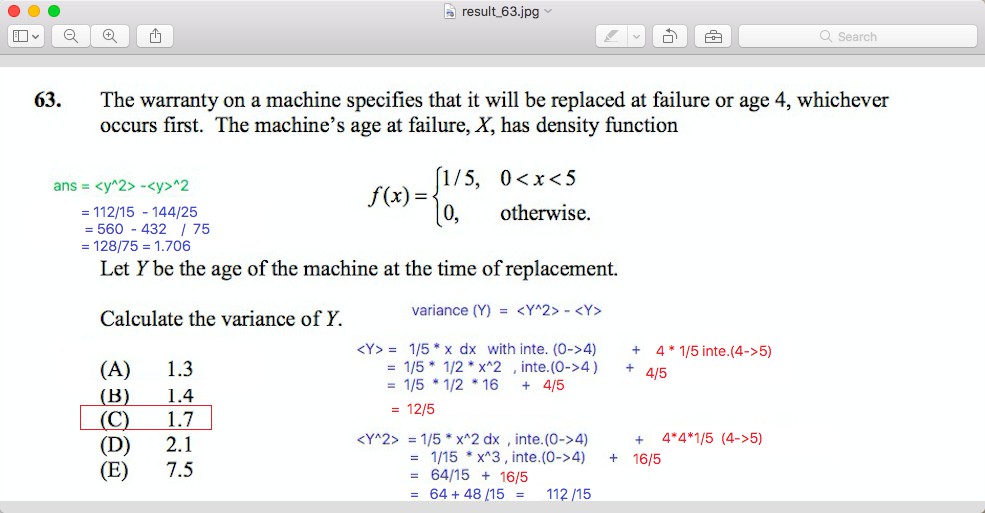 result_63.jpg
Search
63. The warranty on a machine specifies that it will be replaced at failure or age 4, whichever
occurs first. The machine's age at failure, X, has density function
ans = <y^2> -<y>^2
= 112/15 - 144/25
= 560 - 432 / 75
= 128/75 = 1.706
f(x) = {1/5, 0 < x < 5
0, otherwise.
Let Y be the age of the machine at the time of replacement.
Calculate the variance of Y.
variance (Y) = <Y^2> - <Y>
(A) 1.3
(B) 1.4
(C) 1.7
(D) 2.1
(E) 7.5
<Y> = 1/5 * x dx with inte. (0->4) + 4 * 1/5 inte.(4->5)
= 1/5 * 1/2 * x^2 , inte.(0->4 ) + 4/5
= 1/5 * 1/2 * 16 + 4/5
= 12/5
<Y^2> = 1/5 * x^2 dx , inte.(0->4) + 4*4*1/5 (4->5)
= 1/15 * x^3 , inte.(0->4) + 16/5
= 64/15 + 16/5
= 64 + 48 /15 = 112 /15